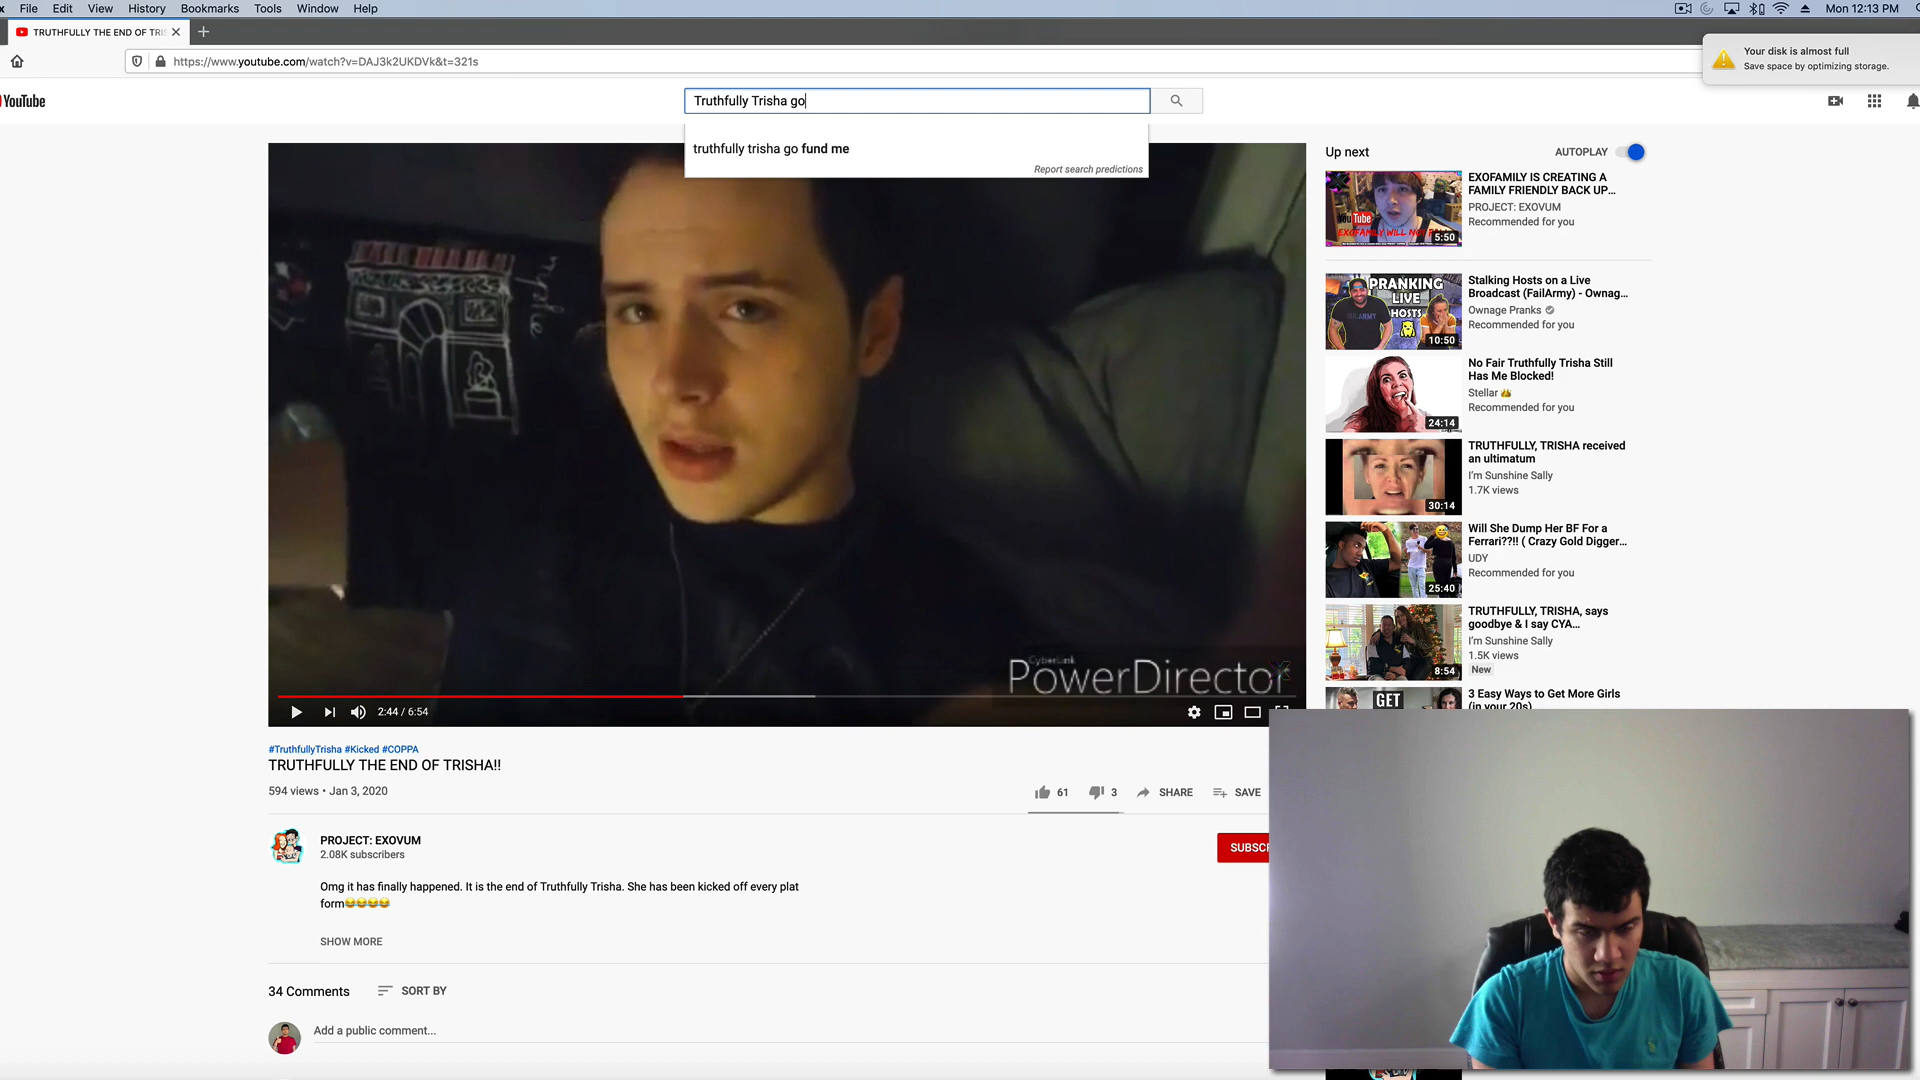 File Edit View History Bookmarks Tools Window Help
Mon 12:13 PM
TRUTHFULLY THE END OF TRIS
https://www.youtube.com/watch?v=DAJ3k2UKDVk&t=321s
Your disk is almost full
Save space by optimizing storage.
YouTube
Truthfully Trisha go
truthfully trisha go fund me
Report search predictions
CyberLink
PowerDirector
2:44 / 6:54
#TruthfullyTrisha #Kicked #COPPA
TRUTHFULLY THE END OF TRISHA!!
594 views • Jan 3, 2020
61 3 SHARE SAVE
PROJECT: EXOVUM
2.08K subscribers
SUBSCR
Omg it has finally happened. It is the end of Truthfully Trisha. She has been kicked off every plat
form😂😂😂😂
SHOW MORE
34 Comments SORT BY
Add a public comment...
Up next AUTOPLAY
EXOFAMILY IS CREATING A
FAMILY FRIENDLY BACK UP...
PROJECT: EXOVUM
Recommended for you
5:50
PRANKING
LIVE
HOSTS
10:50
Stalking Hosts on a Live
Broadcast (FailArmy) - Ownag...
Ownage Pranks
Recommended for you
No Fair Truthfully Trisha Still
Has Me Blocked!
Stellar 👑
Recommended for you
24:14
TRUTHFULLY, TRISHA received
an ultimatum
I'm Sunshine Sally
1.7K views
30:14
Will She Dump Her BF For a
Ferrari??!! ( Crazy Gold Digger...
UDY
Recommended for you
25:40
TRUTHFULLY, TRISHA, says
goodbye & I say CYA...
I'm Sunshine Sally
1.5K views
New
8:54
GET
3 Easy Ways to Get More Girls
(in your 20s)